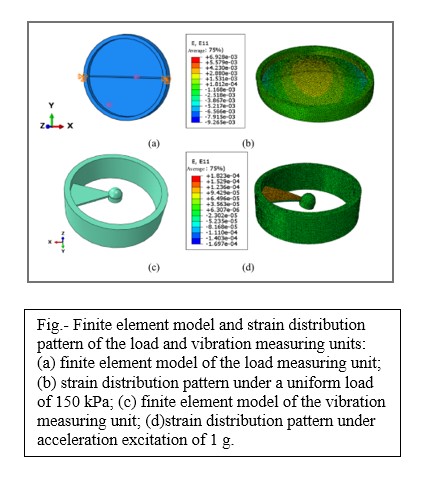 E, E11
(Average: 75%)
+6.928e-03
+5.579e-03
+4.230e-03
+2.880e-03
+1.531e-03
+1.812e-04
-1.168e-03
-2.518e-03
-3.867e-03
-5.217e-03
-6.566e-03
-7.915e-03
-9.265e-03
Y
Z X
(a) (b)
E, E11
(Average: 75%)
+1.823e-04
+1.529e-04
+1.236e-04
+9.429e-05
+6.496e-05
+3.563e-05
+6.307e-06
-2.302e-05
-5.235e-05
-8.168e-05
-1.110e-04
-1.403e-04
-1.697e-04
Z
X
Y
(c) (d)
Fig.- Finite element model and strain distribution
pattern of the load and vibration measuring units:
(a) finite element model of the load measuring unit;
(b) strain distribution pattern under a uniform load
of 150 kPa; (c) finite element model of the vibration
measuring unit; (d)strain distribution pattern under
acceleration excitation of 1 g.